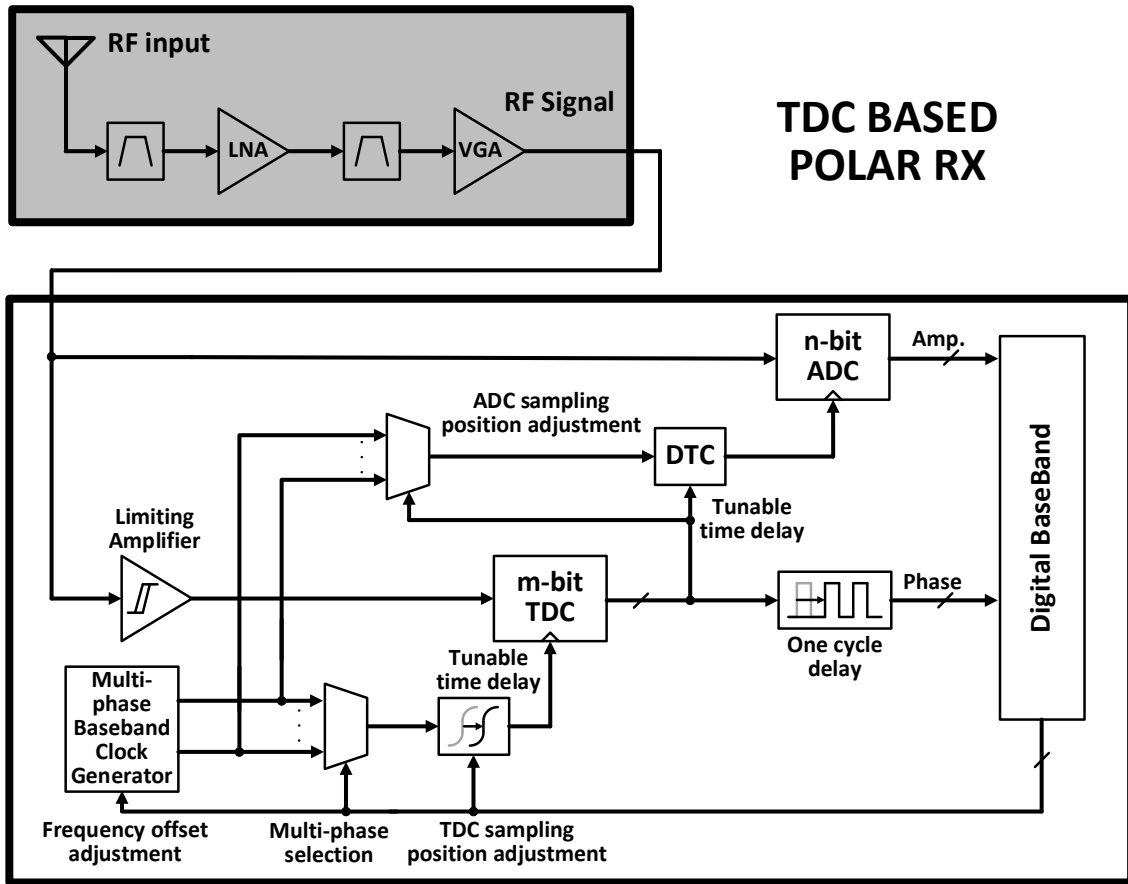 RF input
RF Signal
LNA
VGA
TDC BASED
POLAR RX
n-bit
ADC
Amp.
ADC sampling
position adjustment
DTC
Tunable
time delay
Limiting
Amplifier
m-bit
TDC
Phase
One cycle
delay
Digital BaseBand
Tunable
time delay
Multi-
phase
Baseband
Clock
Generator
Frequency offset
adjustment
Multi-phase
selection
TDC sampling
position adjustment